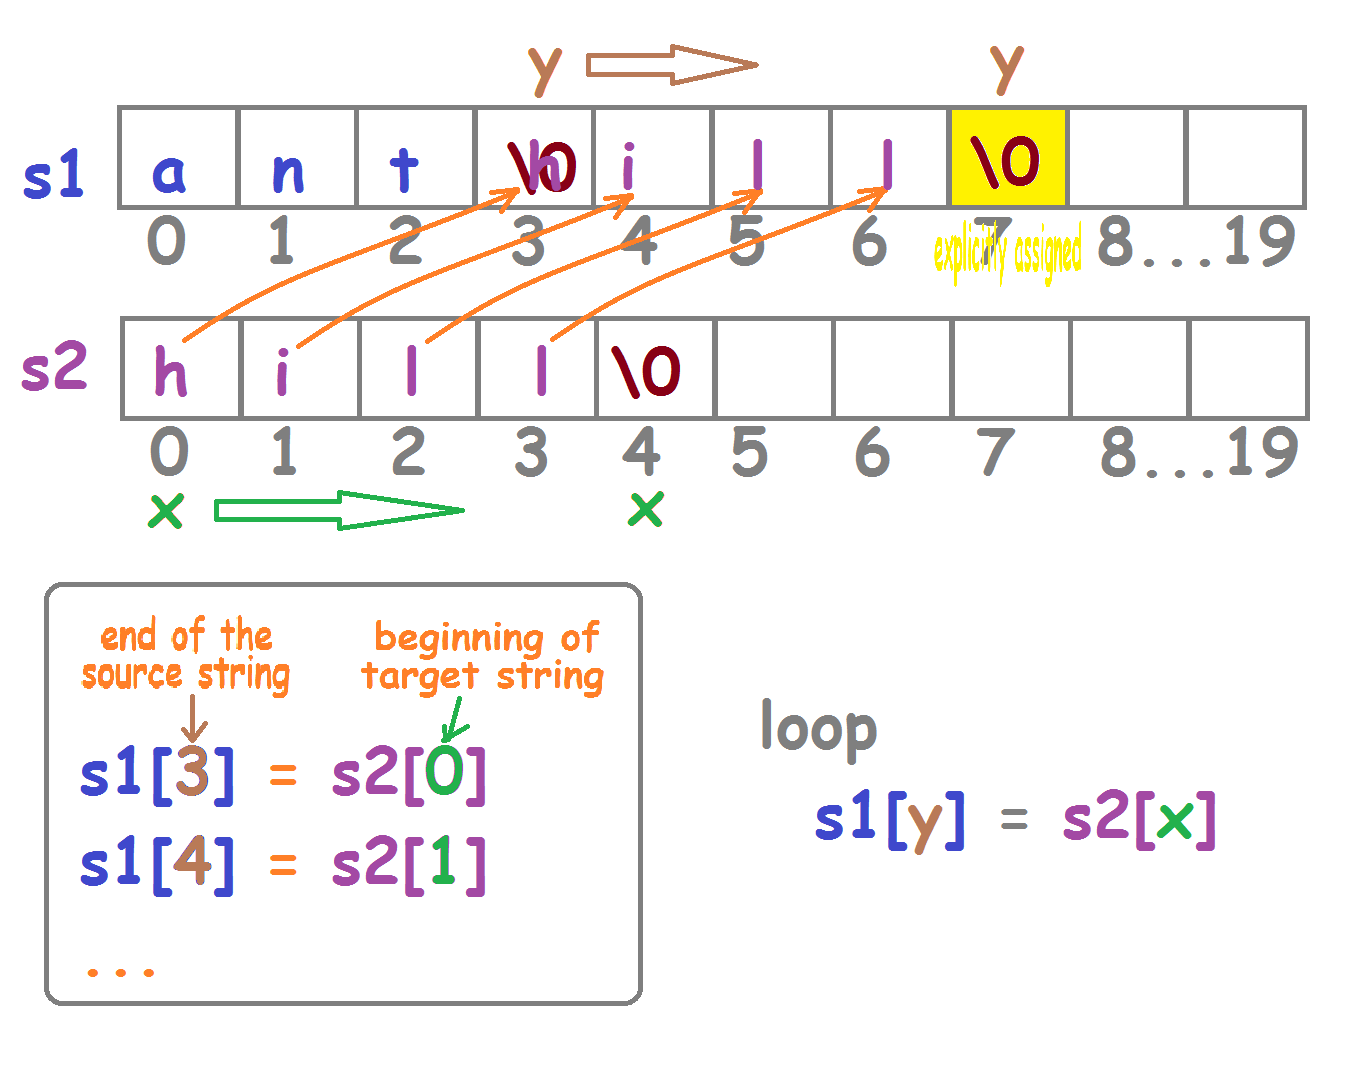 y y
s1 a n t \0 h i l l \0
0 1 2 3 4 5 6 7 8...19
explicitly assigned
s2 h i l l \0
0 1 2 3 4 5 6 7 8...19
x x
end of the
source string
beginning of
target string
s1[3] = s2[0]
s1[4] = s2[1]
...
loop
s1[y] = s2[x]